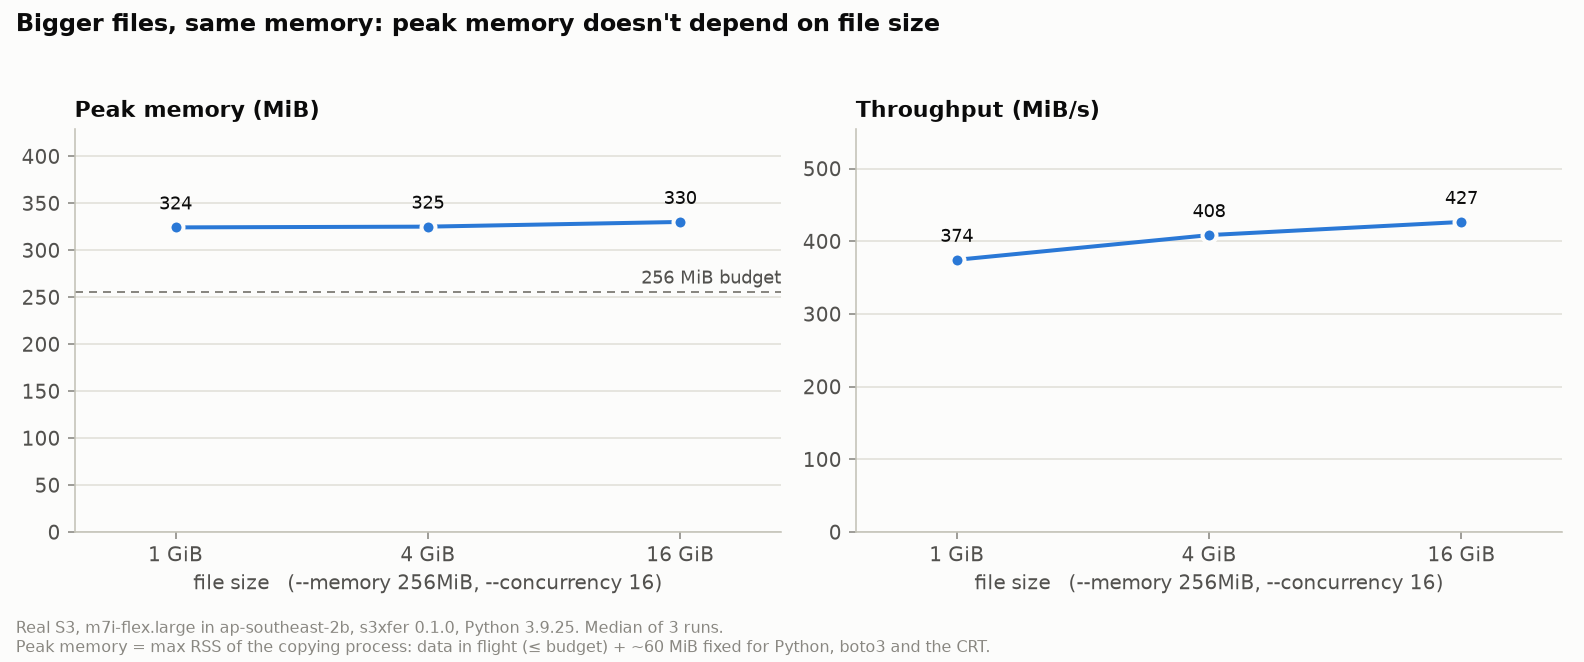 Bigger files, same memory: peak memory doesn't depend on file size
Peak memory (MiB)
400
350
300
250
200
150
100
50
0
324
325
330
256 MiB budget
1 GiB
4 GiB
16 GiB
file size (--memory 256MiB, --concurrency 16)
Throughput (MiB/s)
500
400
300
200
100
0
374
408
427
1 GiB
4 GiB
16 GiB
file size (--memory 256MiB, --concurrency 16)
Real S3, m7i-flex.large in ap-southeast-2b, s3xfer 0.1.0, Python 3.9.25. Median of 3 runs.
Peak memory = max RSS of the copying process: data in flight (≤ budget) + ~60 MiB fixed for Python, boto3 and the CRT.